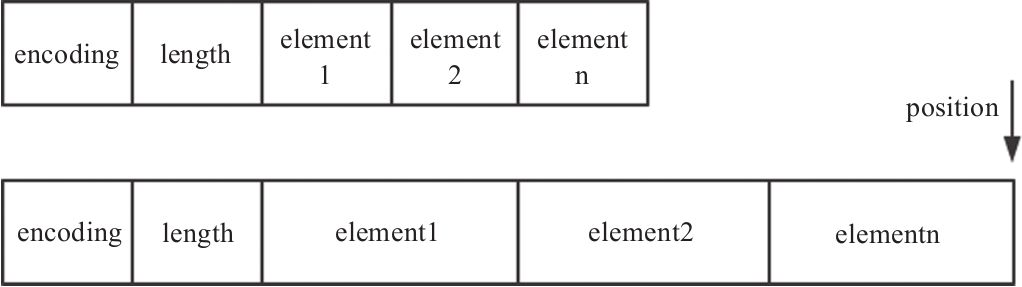 encoding
length
element
1
element
2
element
n
position
encoding
length
element1
element2
elementn